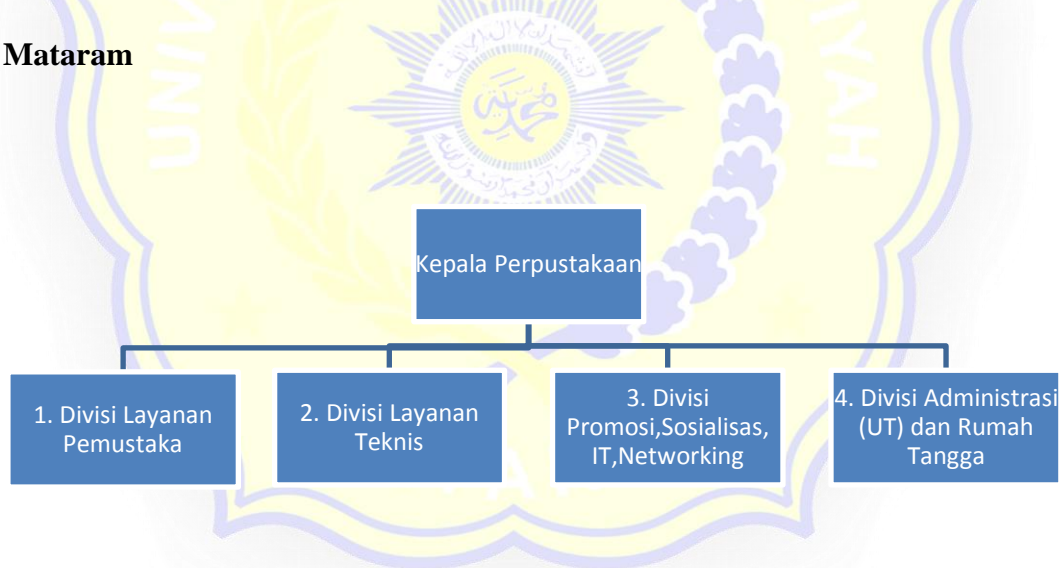 Mataram
Kepala Perpustakaan
1. Divisi Layanan
Pemustaka
2. Divisi Layanan
Teknis
3. Divisi
Promosi,Sosialisas,
IT,Networking
4. Divisi Administrasi
(UT) dan Rumah
Tangga